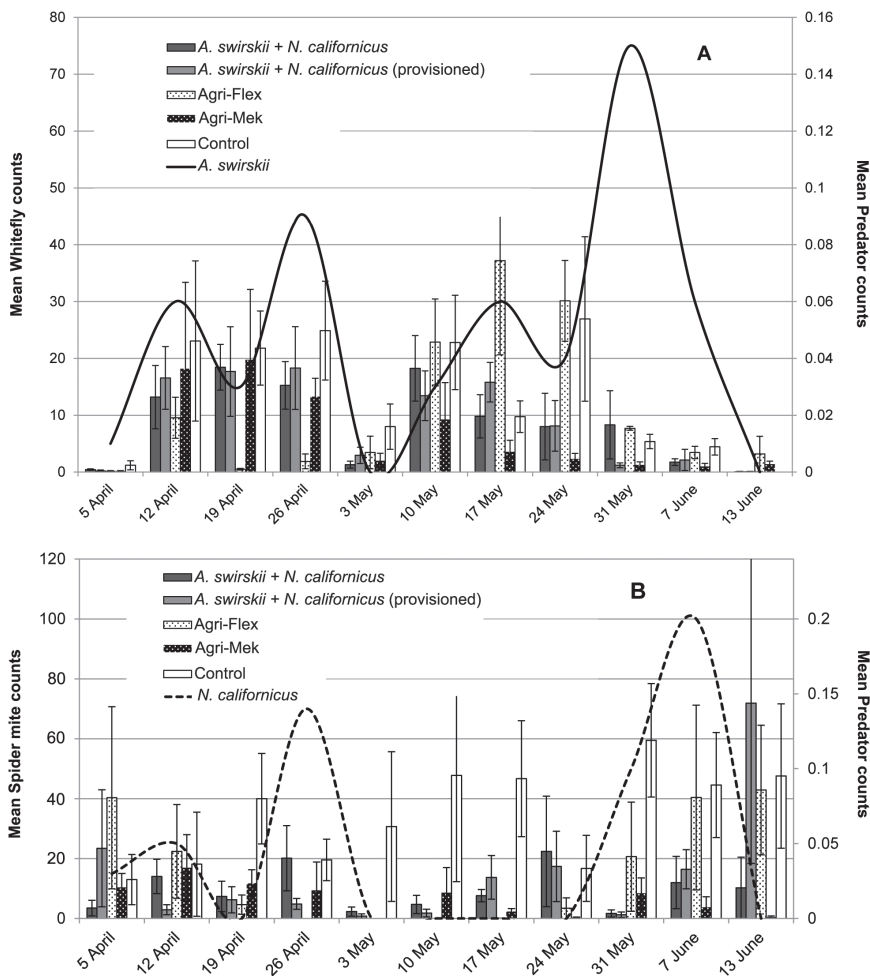 80
70
60
50
40
30
20
10
0
Mean Whitefly counts
A. swirskii + N. californicus
A. swirskii + N. californicus (provisioned)
Agri-Flex
Agri-Mek
Control
A. swirskii
A
0.16
0.14
0.12
0.1
0.08
0.06
0.04
0.02
0
Mean Predator counts
5 April
12 April
19 April
26 April
3 May
10 May
17 May
24 May
31 May
7 June
13 June
120
100
80
60
40
20
0
Mean Spider mite counts
A. swirskii + N. californicus
A. swirskii + N. californicus (provisioned)
Agri-Flex
Agri-Mek
Control
N. californicus
B
0.2
0.15
0.1
0.05
0
Mean Predator counts
5 April
12 April
19 April
26 April
3 May
10 May
17 May
24 May
31 May
7 June
13 June